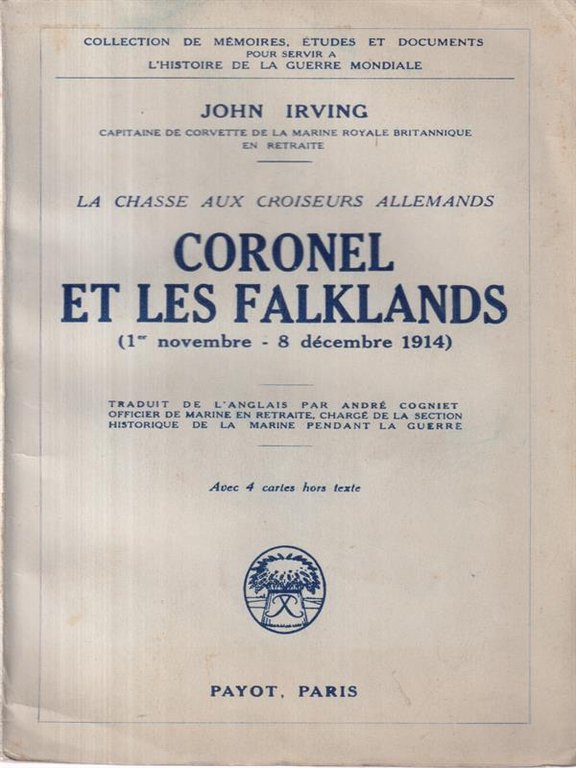 COLLECTION DE MÉMOIRES, ÉTUDES ET DOCUMENTS
POUR SERVIR A
L'HISTOIRE DE LA GUERRE MONDIALE
JOHN IRVING
CAPITAINE DE CORVETTE DE LA MARINE ROYALE BRITANNIQUE
EN RETRAITE
LA CHASSE AUX CROISEURS ALLEMANDS
CORONEL
ET LES FALKLANDS
(1er novembre - 8 décembre 1914)
TRADUIT DE L'ANGLAIS PAR ANDRÉ COGNIET
OFFICIER DE MARINE EN RETRAITE, CHARGÉ DE LA SECTION
HISTORIQUE DE LA MARINE PENDANT LA GUERRE
Avec 4 cartes hors texte
PAYOT, PARIS